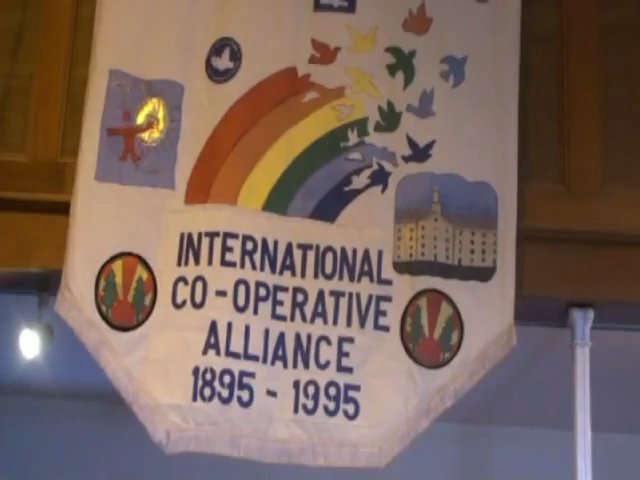 INTERNATIONAL
CO-OPERATIVE
ALLIANCE
1895 - 1995